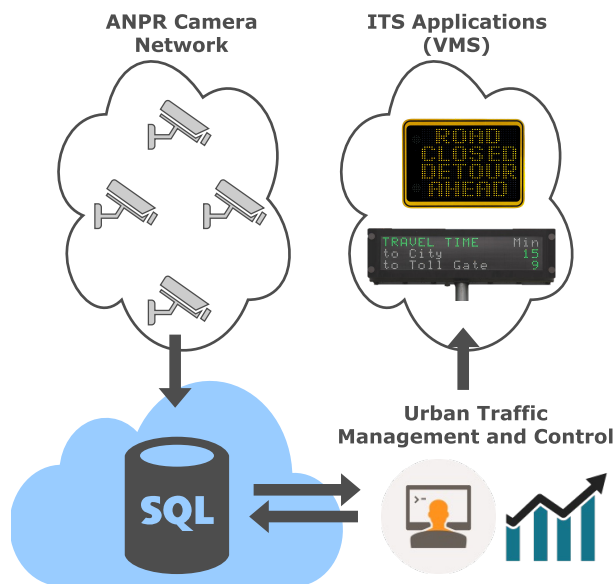 ANPR Camera
Network
ITS Applications
(VMS)
ROAD
CLOSED
DETOUR
AHEAD
TRAVEL TIME Min
to City 15
to Toll Gate 9
Urban Traffic
Management and Control
SQL
>-